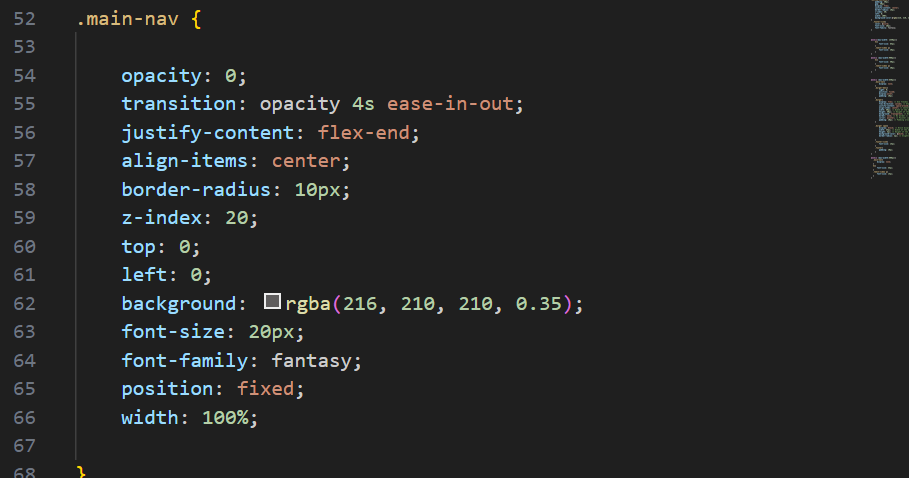 52 .main-nav {
53
54 opacity: 0;
55 transition: opacity 4s ease-in-out;
56 justify-content: flex-end;
57 align-items: center;
58 border-radius: 10px;
59 z-index: 20;
60 top: 0;
61 left: 0;
62 background: rgba(216, 210, 210, 0.35);
63 font-size: 20px;
64 font-family: fantasy;
65 position: fixed;
66 width: 100%;
67
68 }